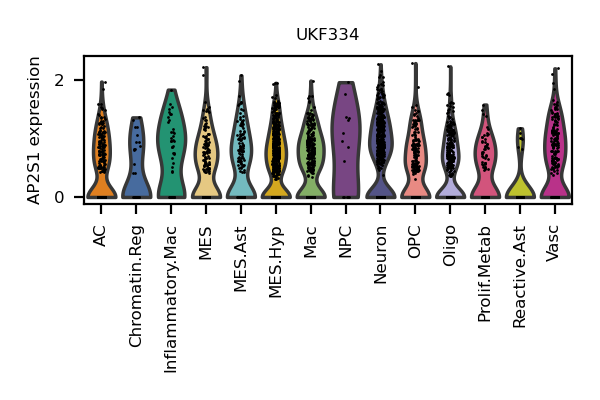 UKF334
AP2S1 expression
2
0
AC
Chromatin.Reg
Inflammatory.Mac
MES
MES.Ast
MES.Hyp
Mac
NPC
Neuron
OPC
Oligo
Prolif.Metab
Reactive.Ast
Vasc